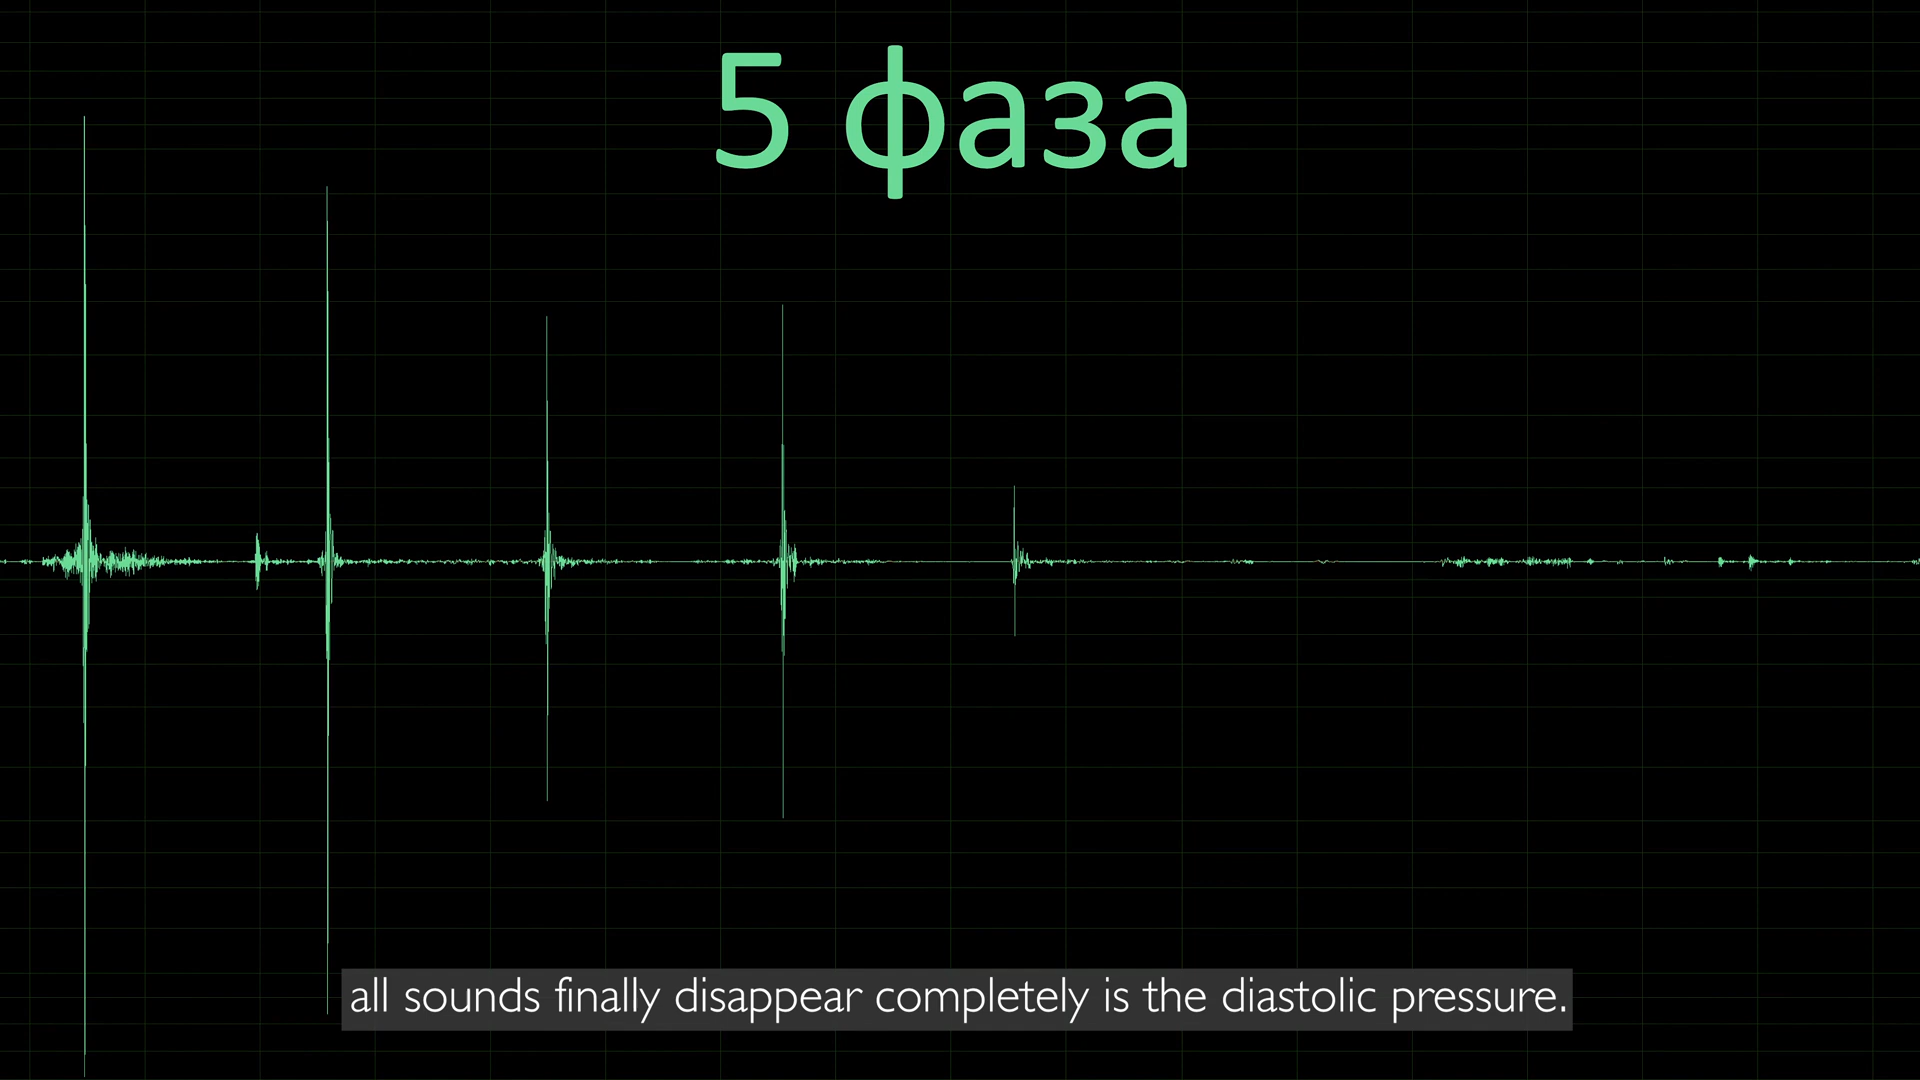 5 фаза
all sounds finally disappear completely is the diastolic pressure.